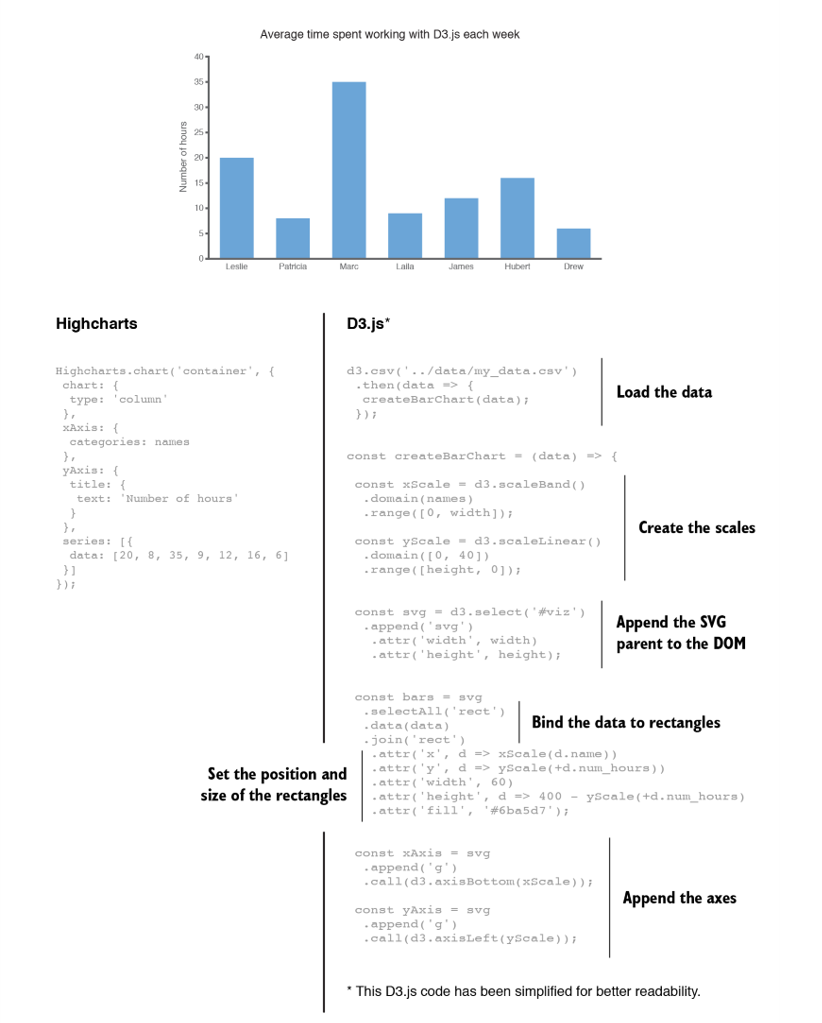 Average time spent working with D3.js each week
Number of hours
40
35
30
25
20
15
10
5
0
Leslie Patricia Marc Laila James Hubert Drew
Highcharts
Highcharts.chart('container', {
chart: {
type: 'column'
},
xAxis: {
categories: names
},
yAxis: {
title: {
text: 'Number of hours'
}
},
series: [{
data: [20, 8, 35, 9, 12, 16, 6]
}]
});
D3.js*
d3.csv('../data/my_data.csv')
.then(data => {
createBarChart(data);
});
Load the data
const createBarChart = (data) => {
const xScale = d3.scaleBand()
.domain(names)
.range([0, width]);
const yScale = d3.scaleLinear()
.domain([0, 40])
.range([height, 0]);
Create the scales
const svg = d3.select('#viz')
.append('svg')
.attr('width', width)
.attr('height', height);
Append the SVG
parent to the DOM
const bars = svg
.selectAll('rect')
.data(data)
.join('rect')
Bind the data to rectangles
.attr('x', d => xScale(d.name))
.attr('y', d => yScale(+d.num_hours))
.attr('width', 60)
.attr('height', d => 400 - yScale(+d.num_hours)
.attr('fill', '#6ba5d7');
Set the position and
size of the rectangles
const xAxis = svg
.append('g')
.call(d3.axisBottom(xScale));
const yAxis = svg
.append('g')
.call(d3.axisLeft(yScale));
Append the axes
* This D3.js code has been simplified for better readability.